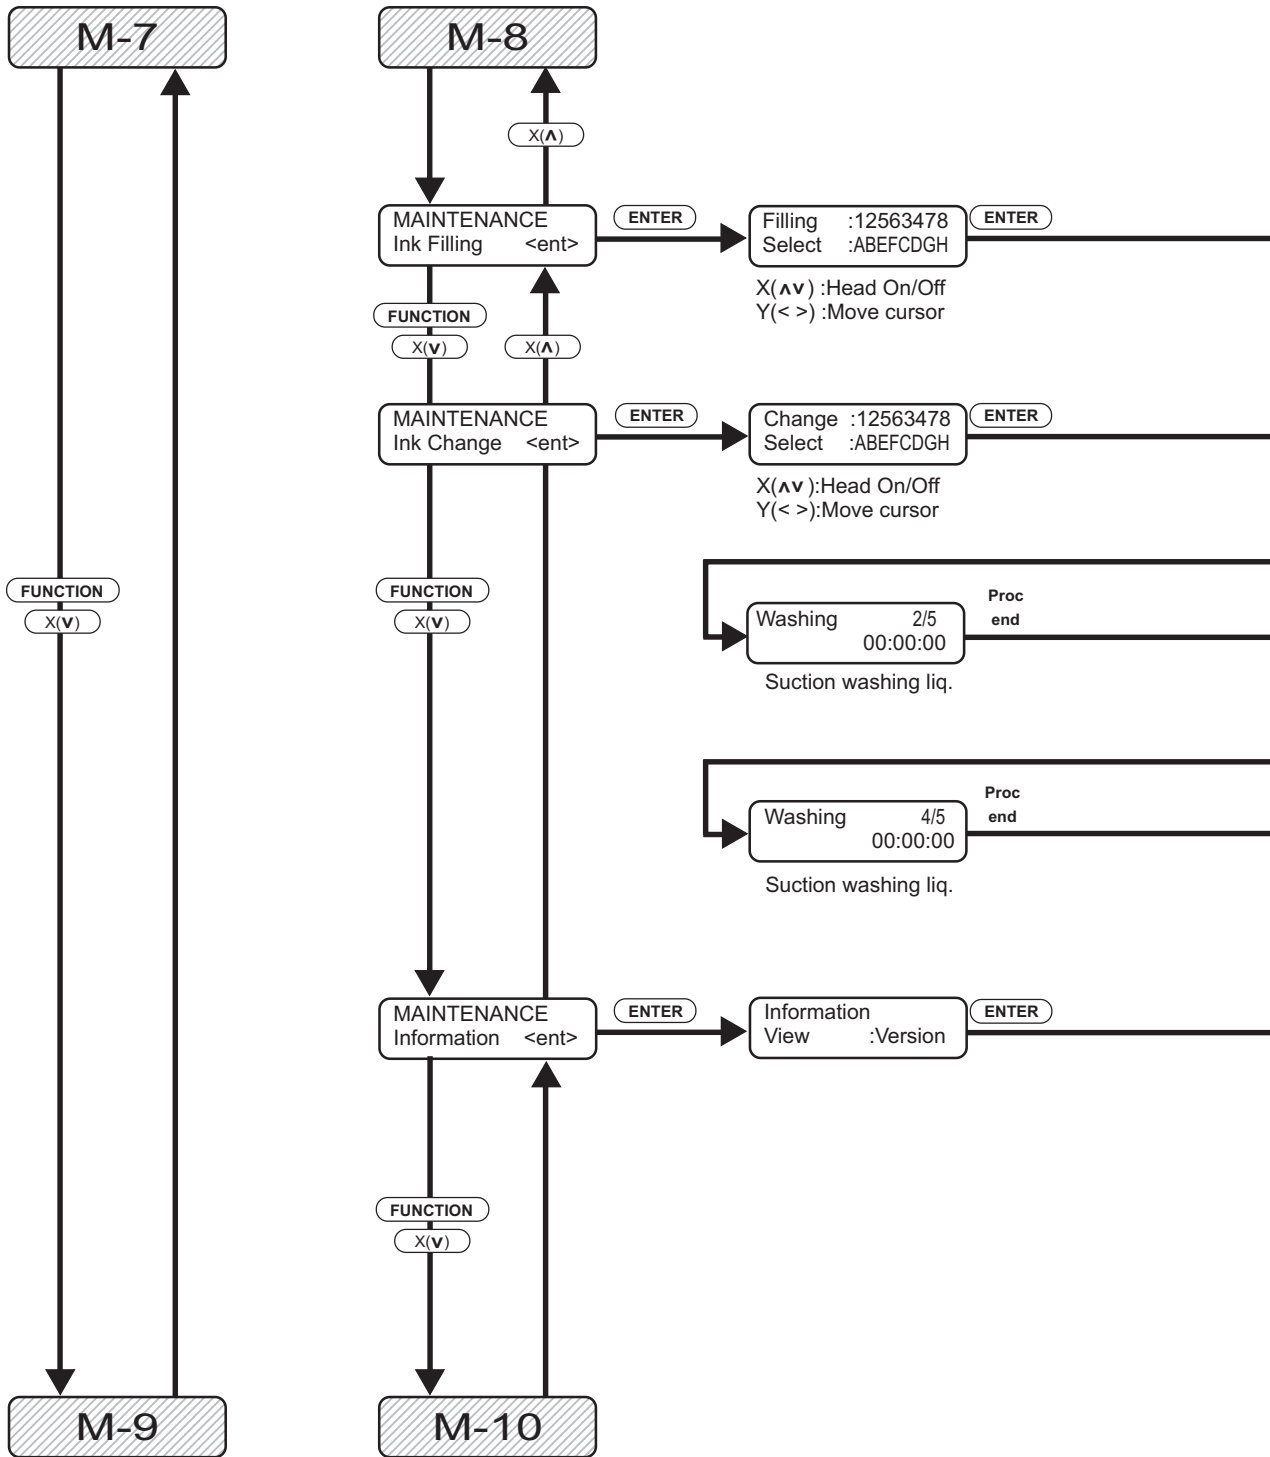 M-7
M-8
X(∧)
MAINTENANCE
Ink Filling <ent>
ENTER
Filling :12563478
Select :ABEFCDGH
ENTER
X(∧∨) :Head On/Off
Y(< >) :Move cursor
FUNCTION
X(∨)
X(∧)
MAINTENANCE
Ink Change <ent>
ENTER
Change :12563478
Select :ABEFCDGH
ENTER
X(∧∨ ):Head On/Off
Y(< >):Move cursor
FUNCTION
X(∨)
FUNCTION
X(∨)
Washing 2/5
00:00:00
Proc
end
Suction washing liq.
Washing 4/5
00:00:00
Proc
end
Suction washing liq.
MAINTENANCE
Information <ent>
ENTER
Information
View :Version
ENTER
FUNCTION
X(∨)
M-9
M-10